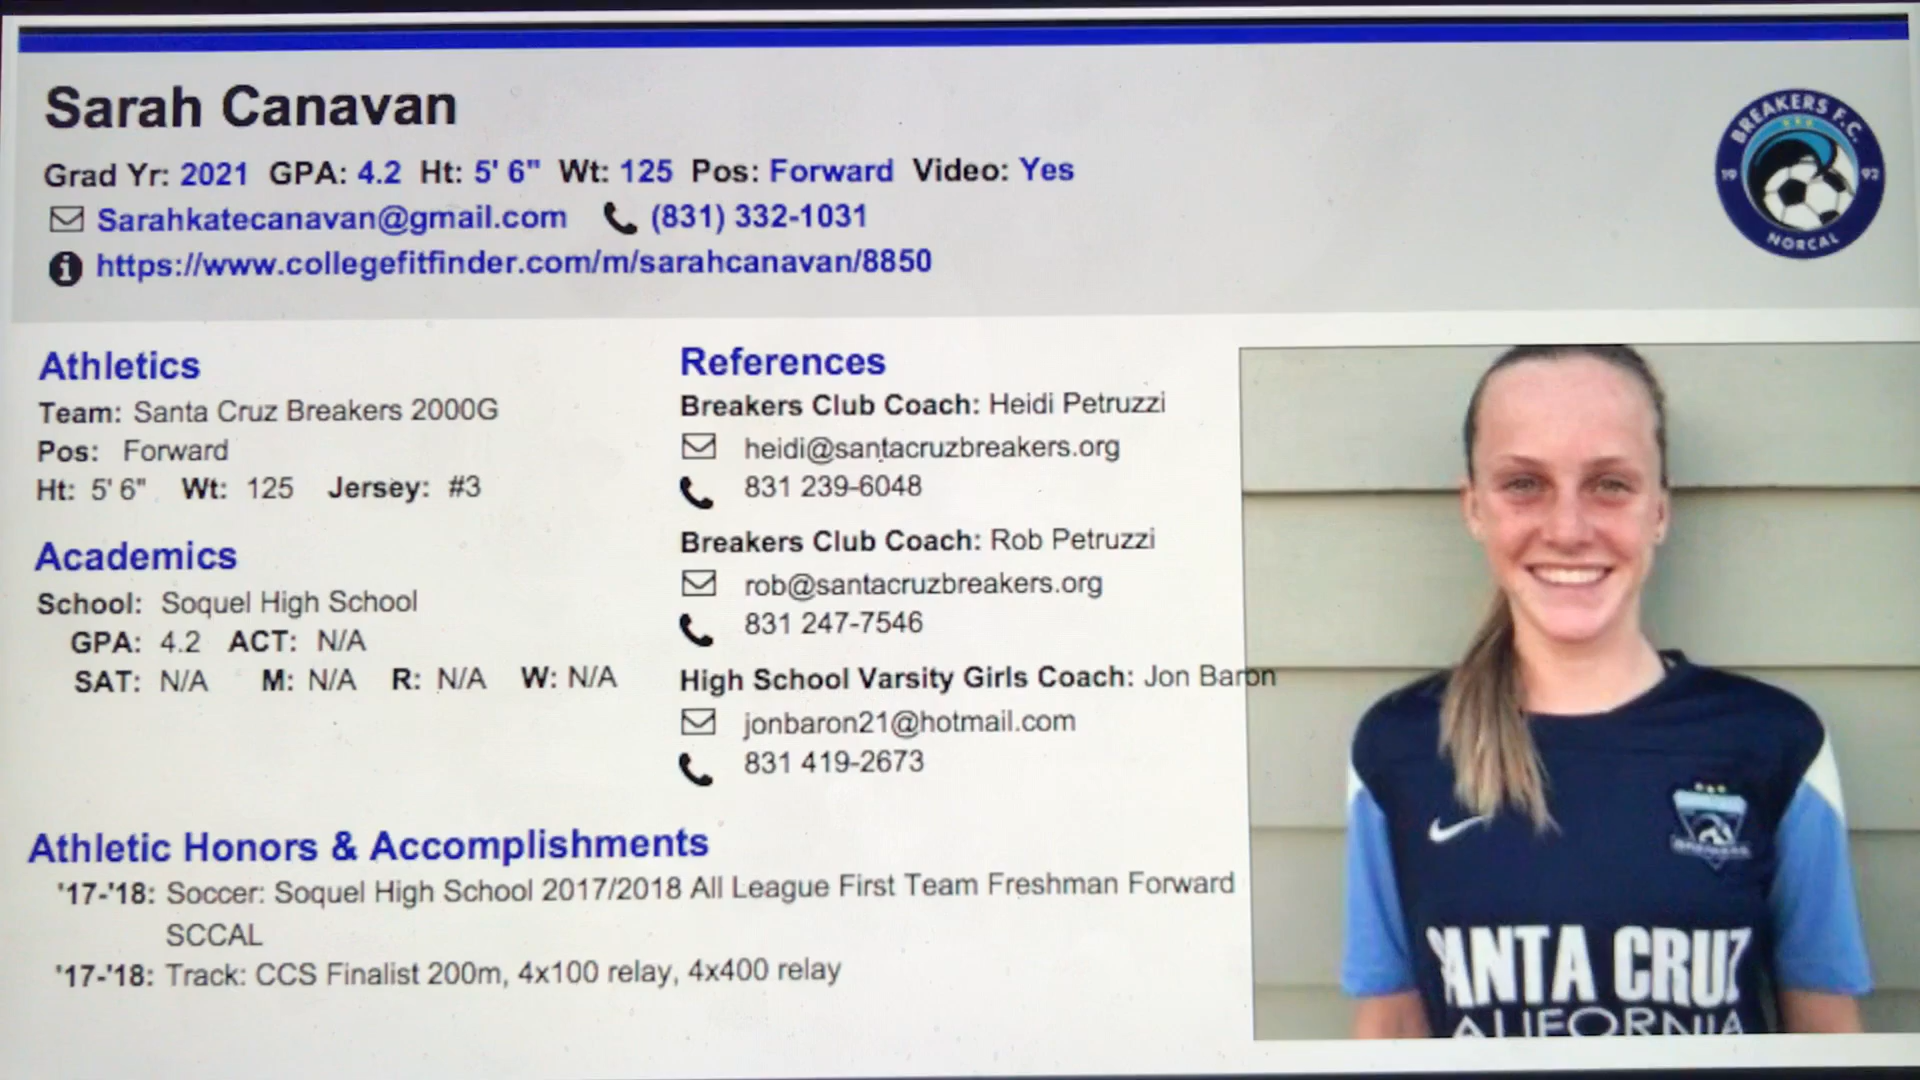 Sarah Canavan
Grad Yr: 2021 GPA: 4.2 Ht: 5' 6" Wt: 125 Pos: Forward Video: Yes
Sarahkatecanavan@gmail.com (831) 332-1031
https://www.collegefitfinder.com/m/sarahcanavan/8850
BREAKERS F.C.
19 92
NORCAL
Athletics
Team: Santa Cruz Breakers 2000G
Pos: Forward
Ht: 5' 6" Wt: 125 Jersey: #3
Academics
School: Soquel High School
GPA: 4.2 ACT: N/A
SAT: N/A M: N/A R: N/A W: N/A
References
Breakers Club Coach: Heidi Petruzzi
heidi@santacruzbreakers.org
831 239-6048
Breakers Club Coach: Rob Petruzzi
rob@santacruzbreakers.org
831 247-7546
High School Varsity Girls Coach: Jon Baron
jonbaron21@hotmail.com
831 419-2673
Athletic Honors & Accomplishments
'17-'18: Soccer: Soquel High School 2017/2018 All League First Team Freshman Forward
SCCAL
'17-'18: Track: CCS Finalist 200m, 4x100 relay, 4x400 relay
BREAKERS
SANTA CRUZ
CALIFORNIA